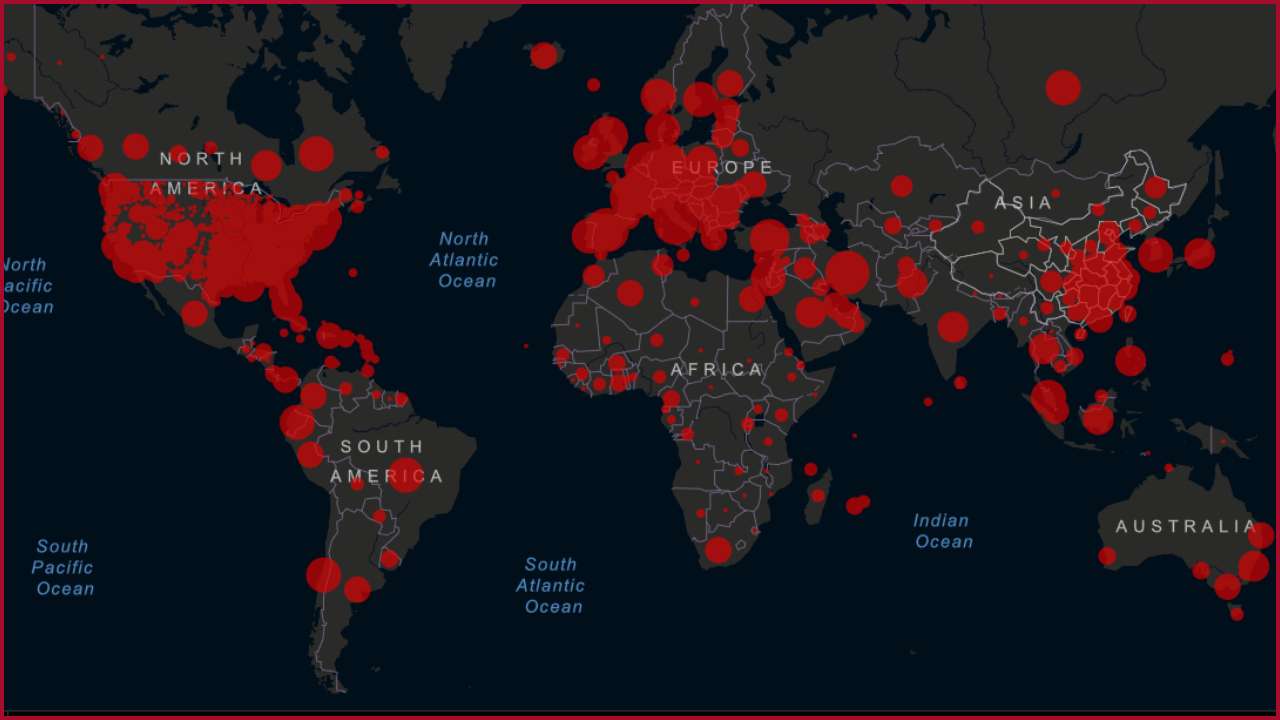 NORTH
AMERICA
EUROPE
ASIA
North
Atlantic
Ocean
North
acific
Ocean
AFRICA
SOUTH
AMERICA
Indian
Ocean
AUSTRALIA
South
Pacific
Ocean
South
Atlantic
Ocean